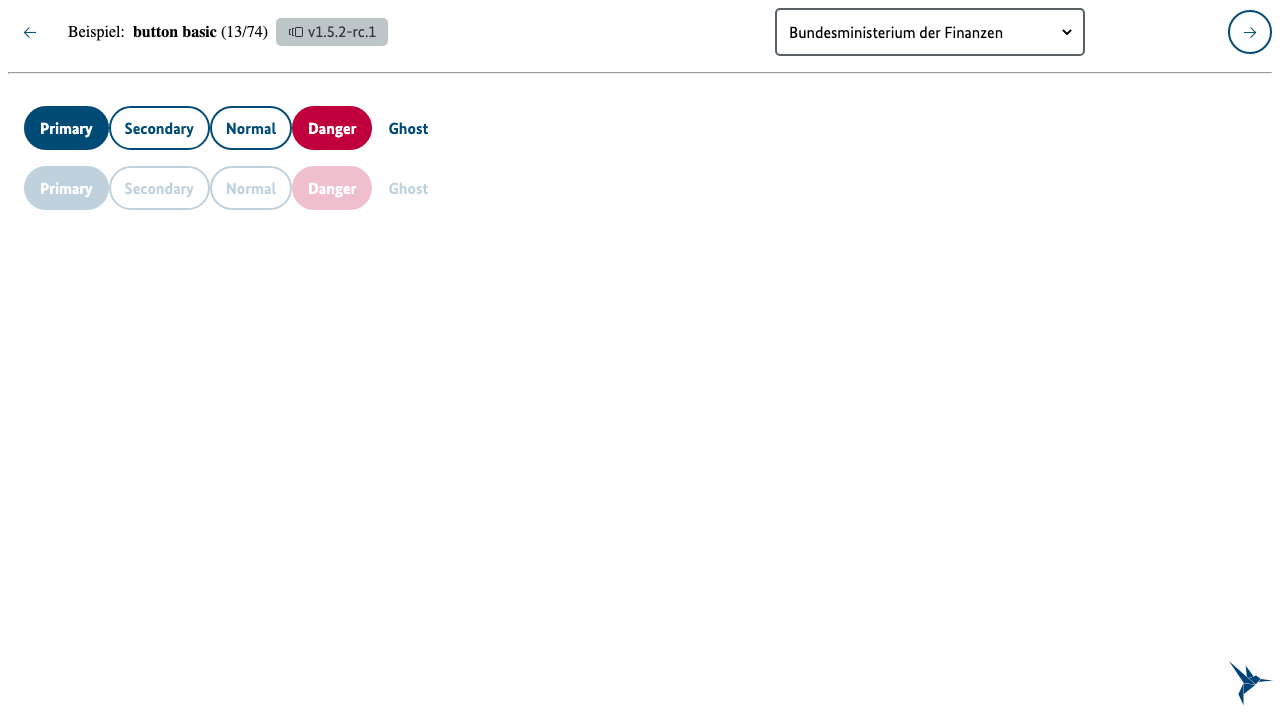 Beispiel: button basic (13/74) v1.5.2-rc.1 Bundesministerium der Finanzen
Primary Secondary Normal Danger Ghost
Primary Secondary Normal Danger Ghost